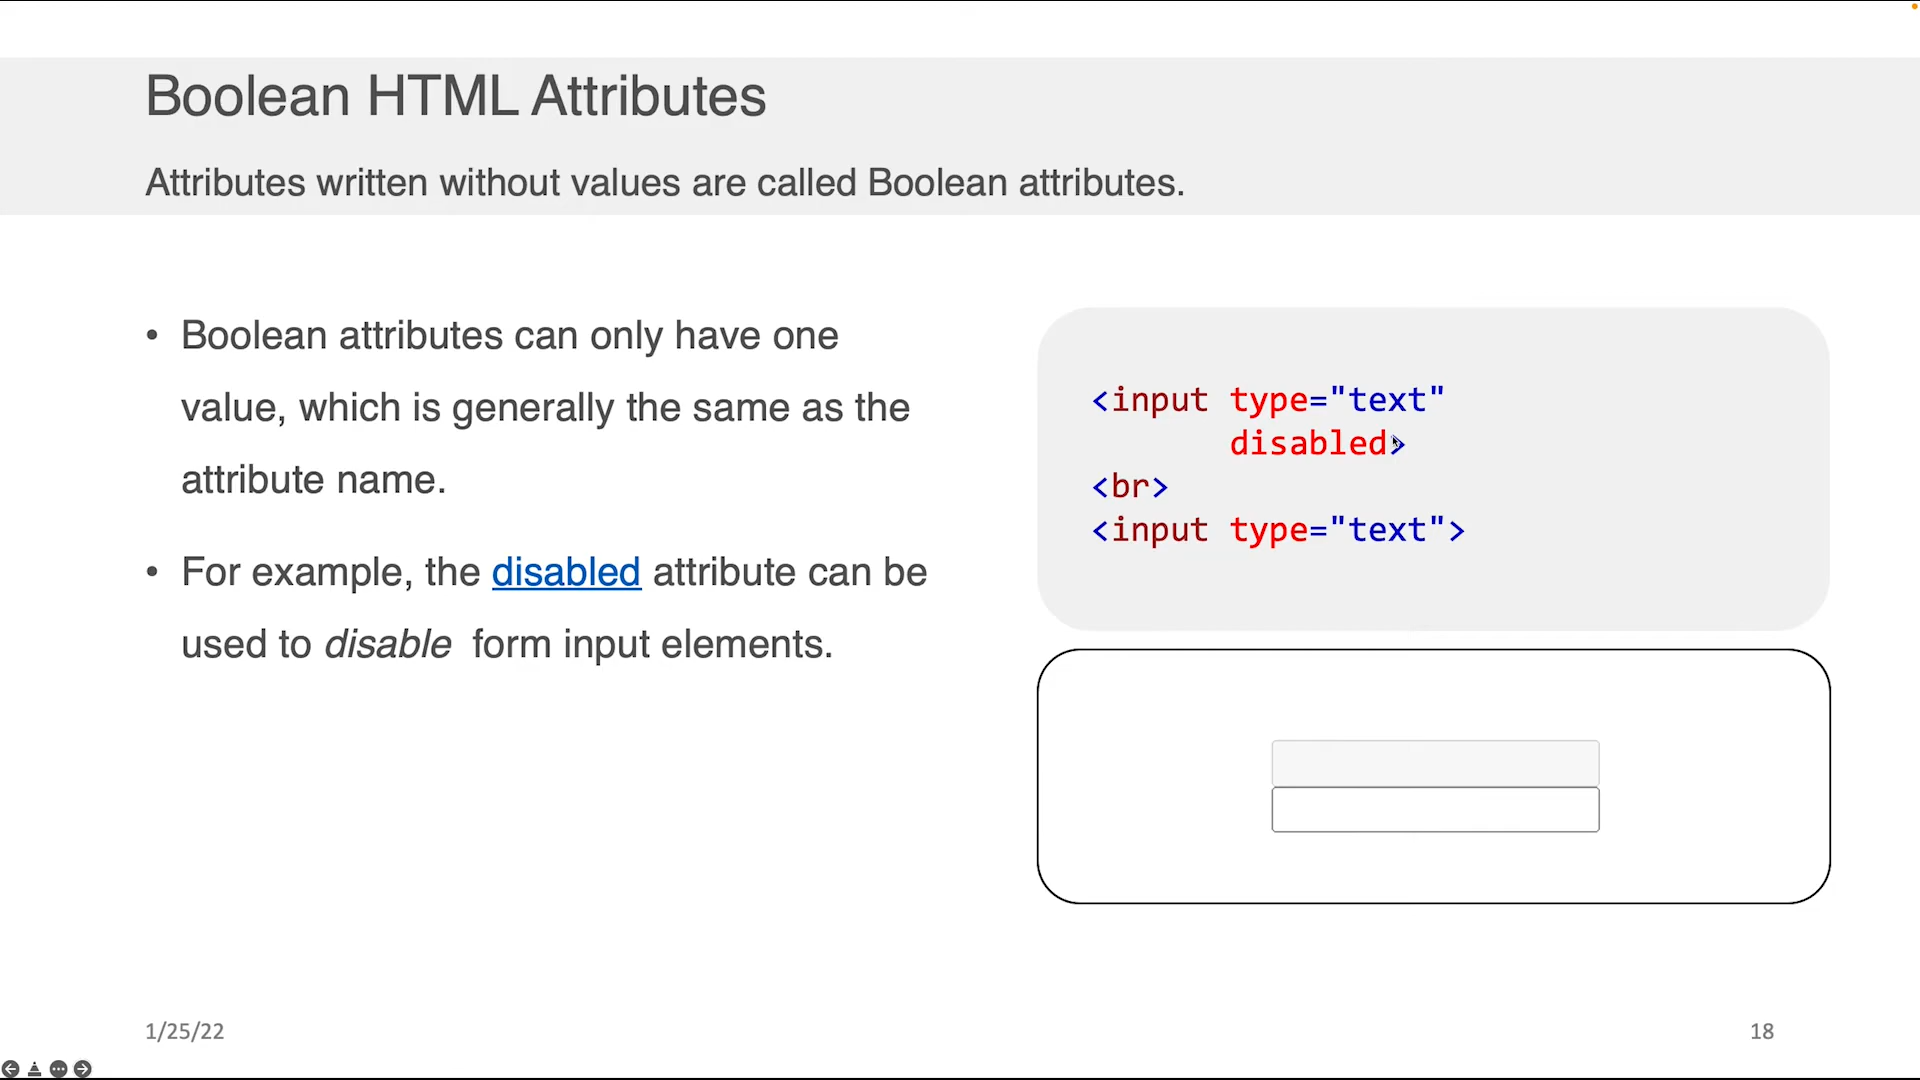 Boolean HTML Attributes
Attributes written without values are called Boolean attributes.
• Boolean attributes can only have one
value, which is generally the same as the
attribute name.
• For example, the disabled attribute can be
used to disable form input elements.
<input type="text"
disabled>
<br>
<input type="text">
1/25/22
18